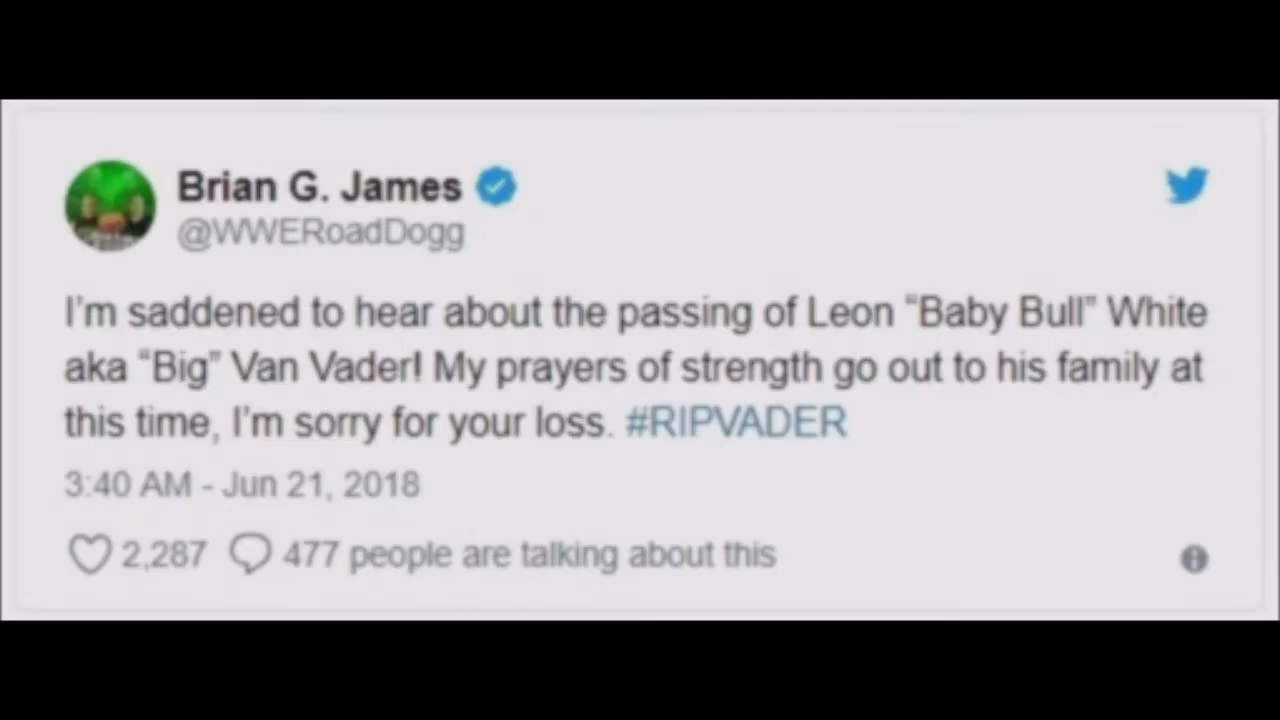 Brian G. James
@WWERoadDogg
I'm saddened to hear about the passing of Leon “Baby Bull” White
aka “Big” Van Vader! My prayers of strength go out to his family at
this time, I'm sorry for your loss. #RIPVADER
3:40 AM - Jun 21, 2018
2,287 477 people are talking about this